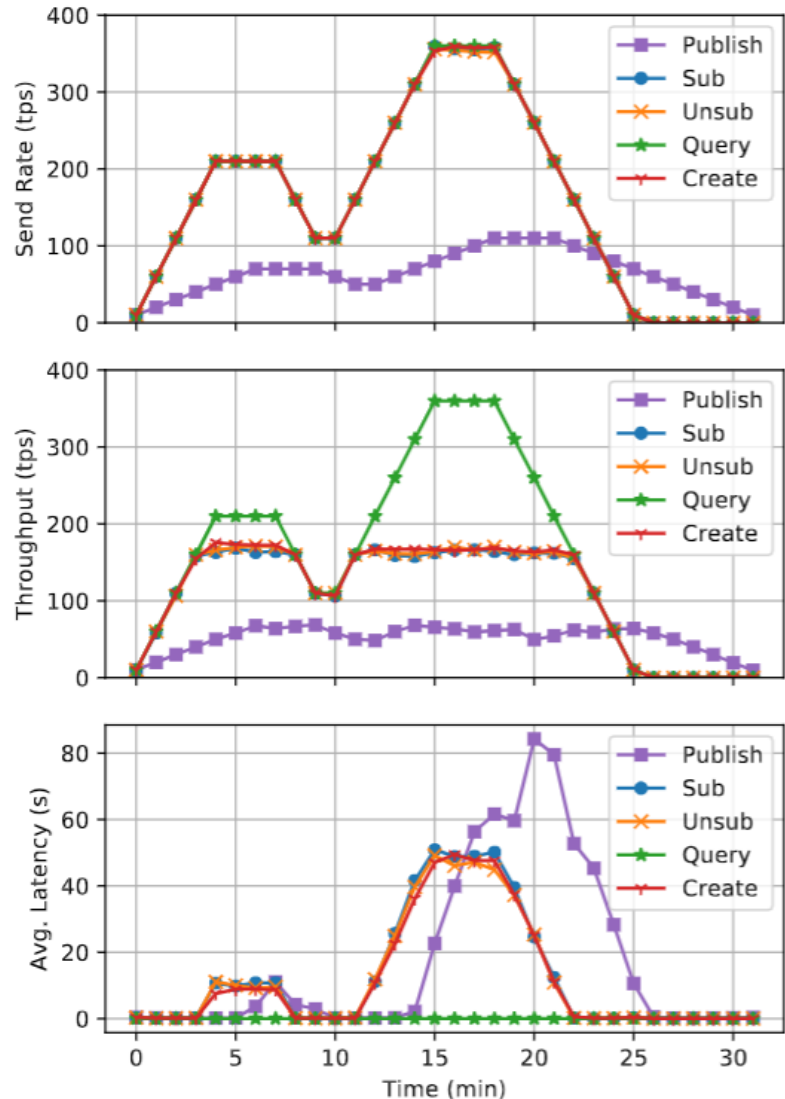 400
300
200
100
0
Send Rate (tps)
Publish
Sub
Unsub
Query
Create
400
300
200
100
0
Throughput (tps)
Publish
Sub
Unsub
Query
Create
80
60
40
20
0
Avg. Latency (s)
Publish
Sub
Unsub
Query
Create
0 5 10 15 20 25 30
Time (min)